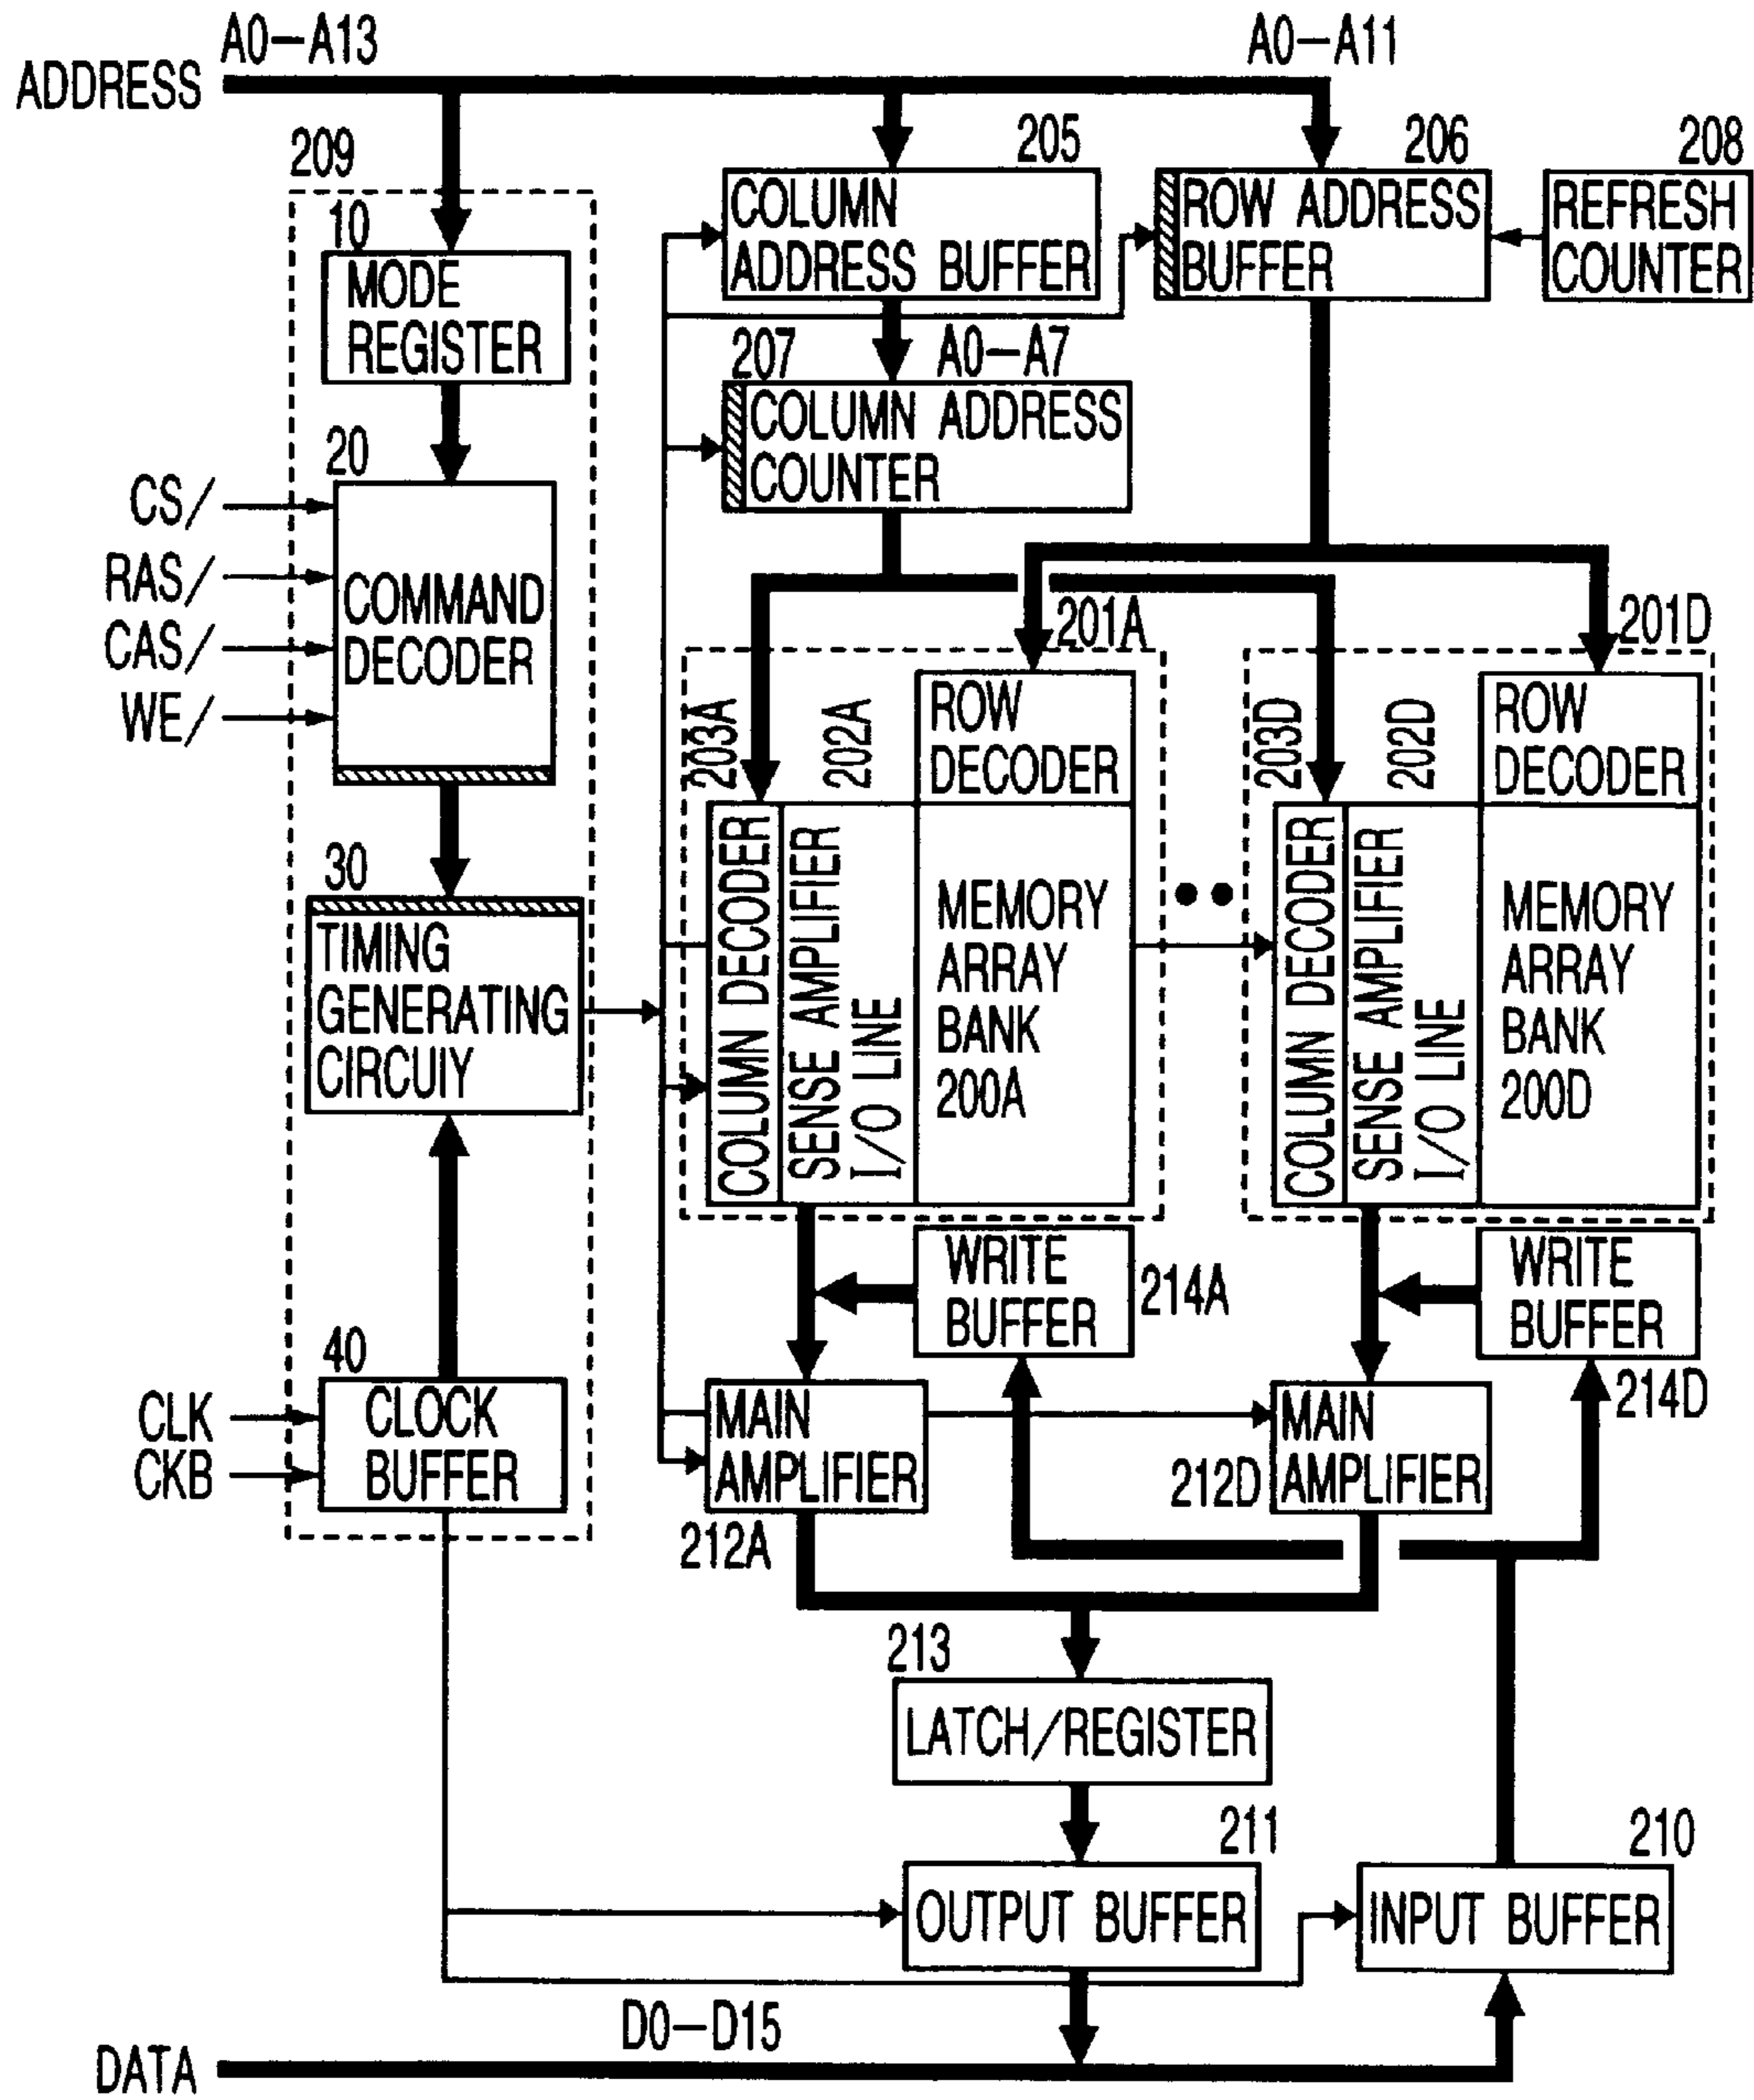 A0-A13
A0-A11
ADDRESS
209
205
206
208
10
MODE
REGISTER
COLUMN
ADDRESS BUFFER
ROW ADDRESS
BUFFER
REFRESH
COUNTER
207
A0-A7
COLUMN ADDRESS
COUNTER
20
CS/
RAS/
CAS/
WE/
COMMAND
DECODER
201A
201D
203A
202A
ROW
DECODER
203D
202D
ROW
DECODER
30
TIMING
GENERATING
CIRCUIY
COLUMN DECODER
SENSE AMPLIFIER
I/O LINE
MEMORY
ARRAY
BANK
200A
COLUMN DECODER
SENSE AMPLIFIER
I/O LINE
MEMORY
ARRAY
BANK
200D
WRITE
BUFFER
214A
WRITE
BUFFER
214D
40
CLK
CKB
CLOCK
BUFFER
MAIN
AMPLIFIER
212A
MAIN
AMPLIFIER
212D
213
LATCH/REGISTER
211
OUTPUT BUFFER
210
INPUT BUFFER
D0-D15
DATA